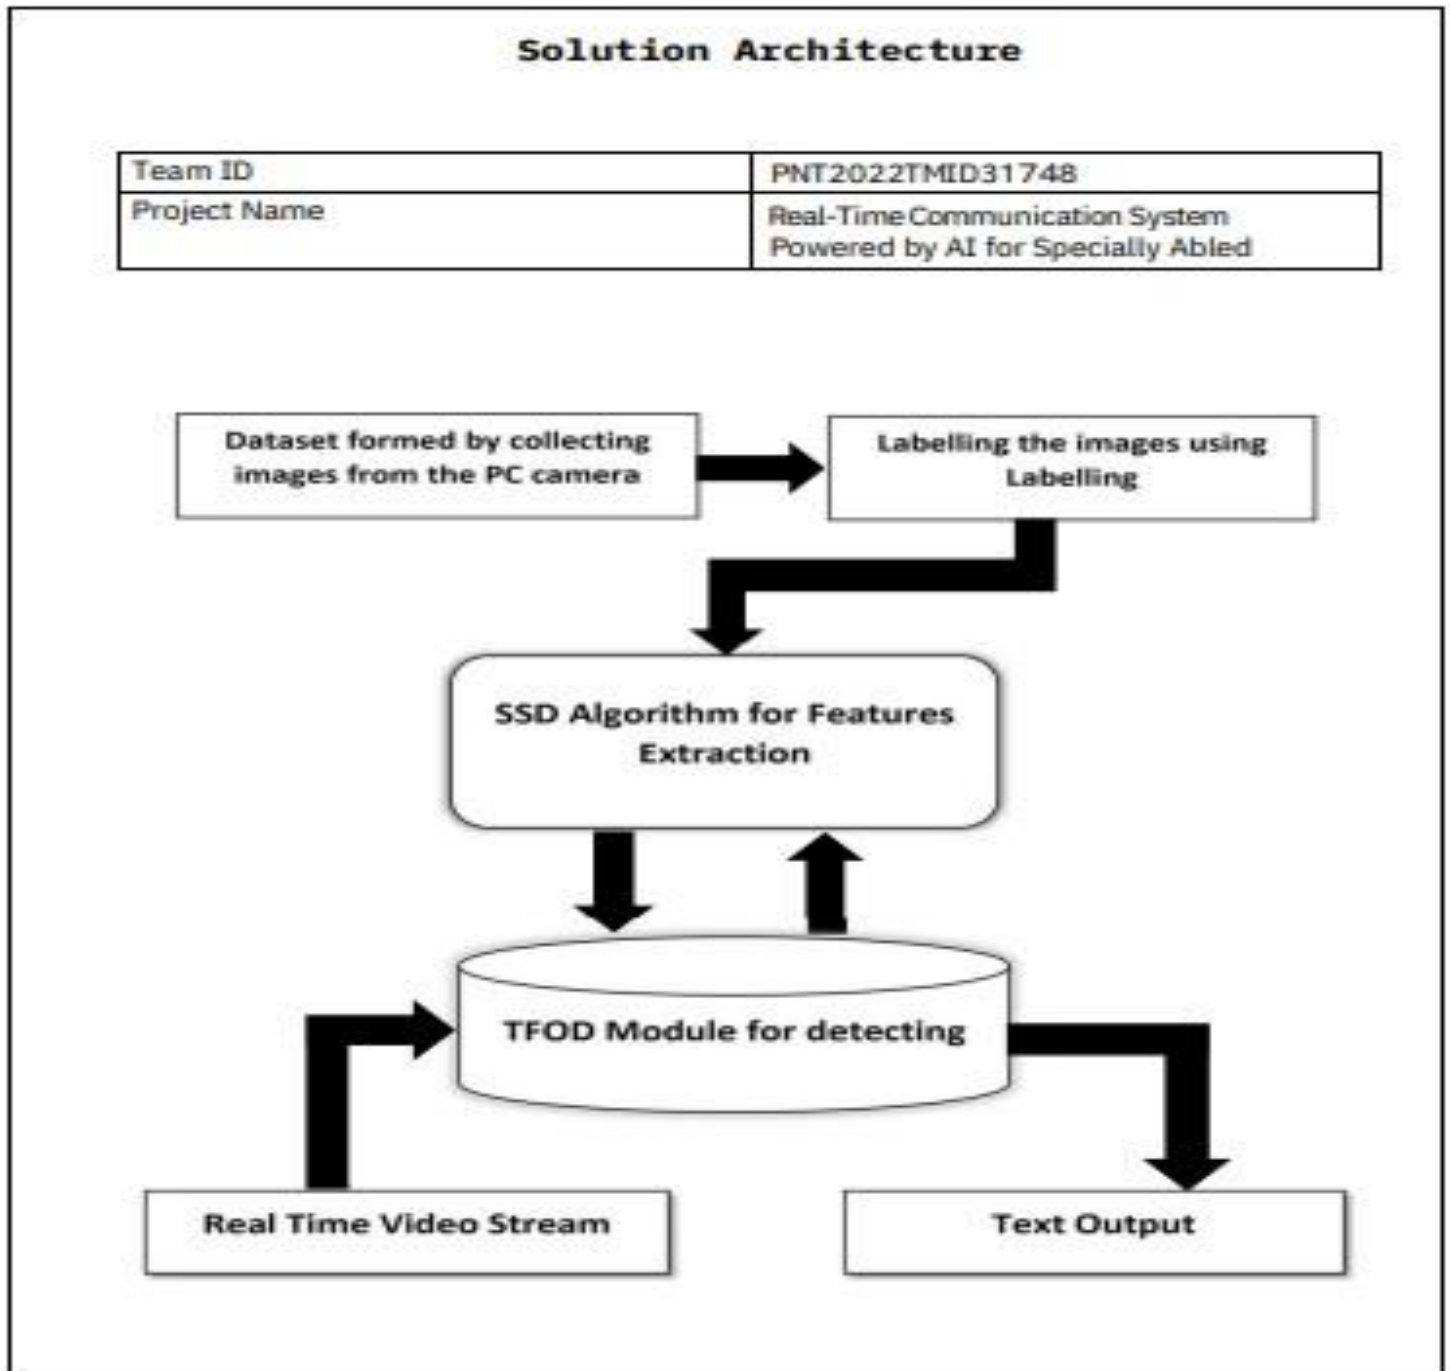 Solution Architecture
Team ID
PNT2022TMID31748
Project Name
Real-Time Communication System
Powered by AI for Specially Abled
Dataset formed by collecting
images from the PC camera
Labelling the images using
Labelling
SSD Algorithm for Features
Extraction
TFOD Module for detecting
Real Time Video Stream
Text Output